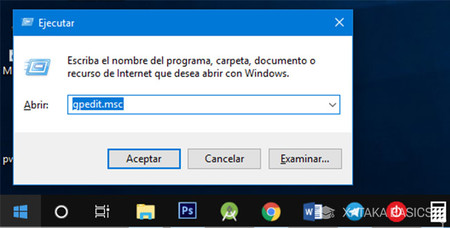 Ejecutar
Escriba el nombre del programa, carpeta, documento o
recurso de Internet que desea abrir con Windows.
Abrir:
gpedit.msc
Aceptar
Cancelar
Examinar...
Ps
W
XATAKA BASICS